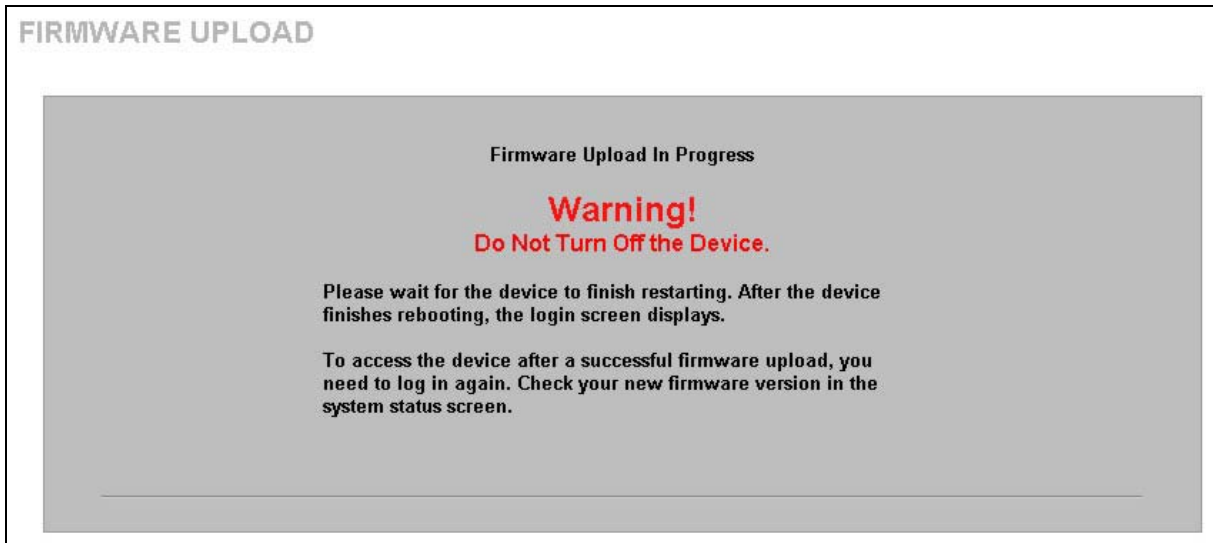 FIRMWARE UPLOAD
Firmware Upload In Progress
Warning!
Do Not Turn Off the Device.
Please wait for the device to finish restarting. After the device
finishes rebooting, the login screen displays.
To access the device after a successful firmware upload, you
need to log in again. Check your new firmware version in the
system status screen.